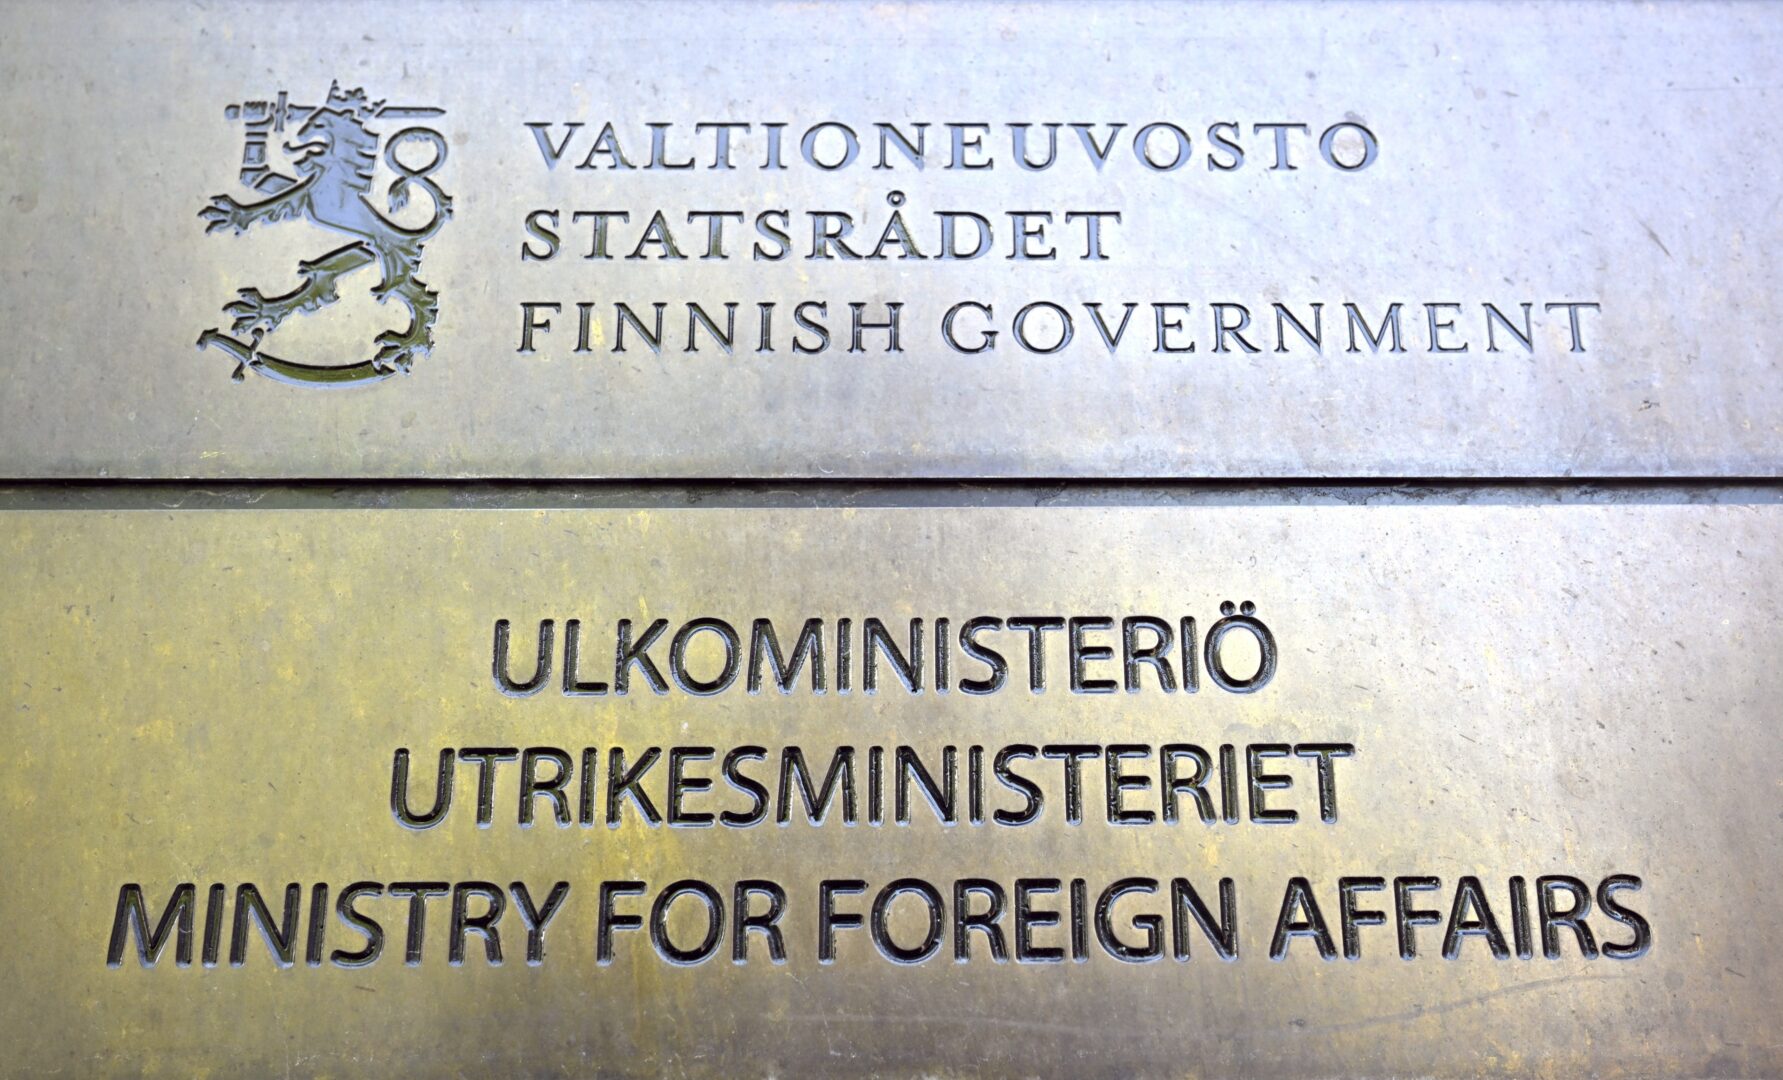 VALTIONEUVOSTO
STATSRÅDET
FINNISH GOVERNMENT
ULKOMINISTERIÖ
UTRIKESMINISTERIET
MINISTRY FOR FOREIGN AFFAIRS